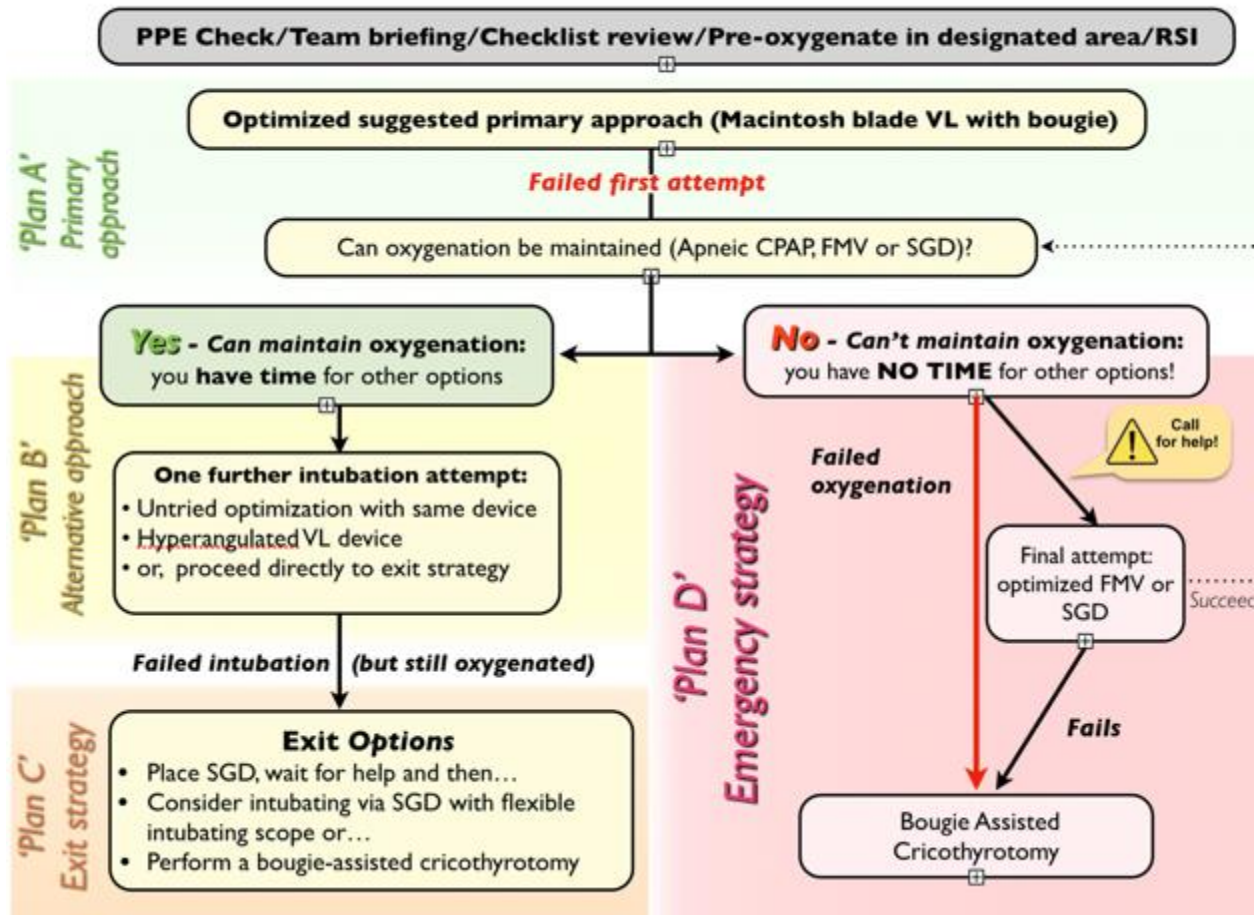 PPE Check/Team briefing/Checklist review/Pre-oxygenate in designated area/RSI
'Plan A'
Primary
approach
Optimized suggested primary approach (Macintosh blade VL with bougie)
Failed first attempt
Can oxygenation be maintained (Apneic CPAP, FMV or SGD)?
Yes - Can maintain oxygenation:
you have time for other options
No - Can't maintain oxygenation:
you have NO TIME for other options!
'Plan B'
Alternative approach
One further intubation attempt:
• Untried optimization with same device
• Hyperangulated VL device
• or, proceed directly to exit strategy
Failed intubation (but still oxygenated)
'Plan C'
Exit strategy
Exit Options
• Place SGD, wait for help and then…
• Consider intubating via SGD with flexible
intubating scope or…
• Perform a bougie-assisted cricothyrotomy
'Plan D'
Emergency strategy
Failed
oxygenation
Call
for help!
Final attempt:
optimized FMV or
SGD
Succeed
Fails
Bougie Assisted
Cricothyrotomy